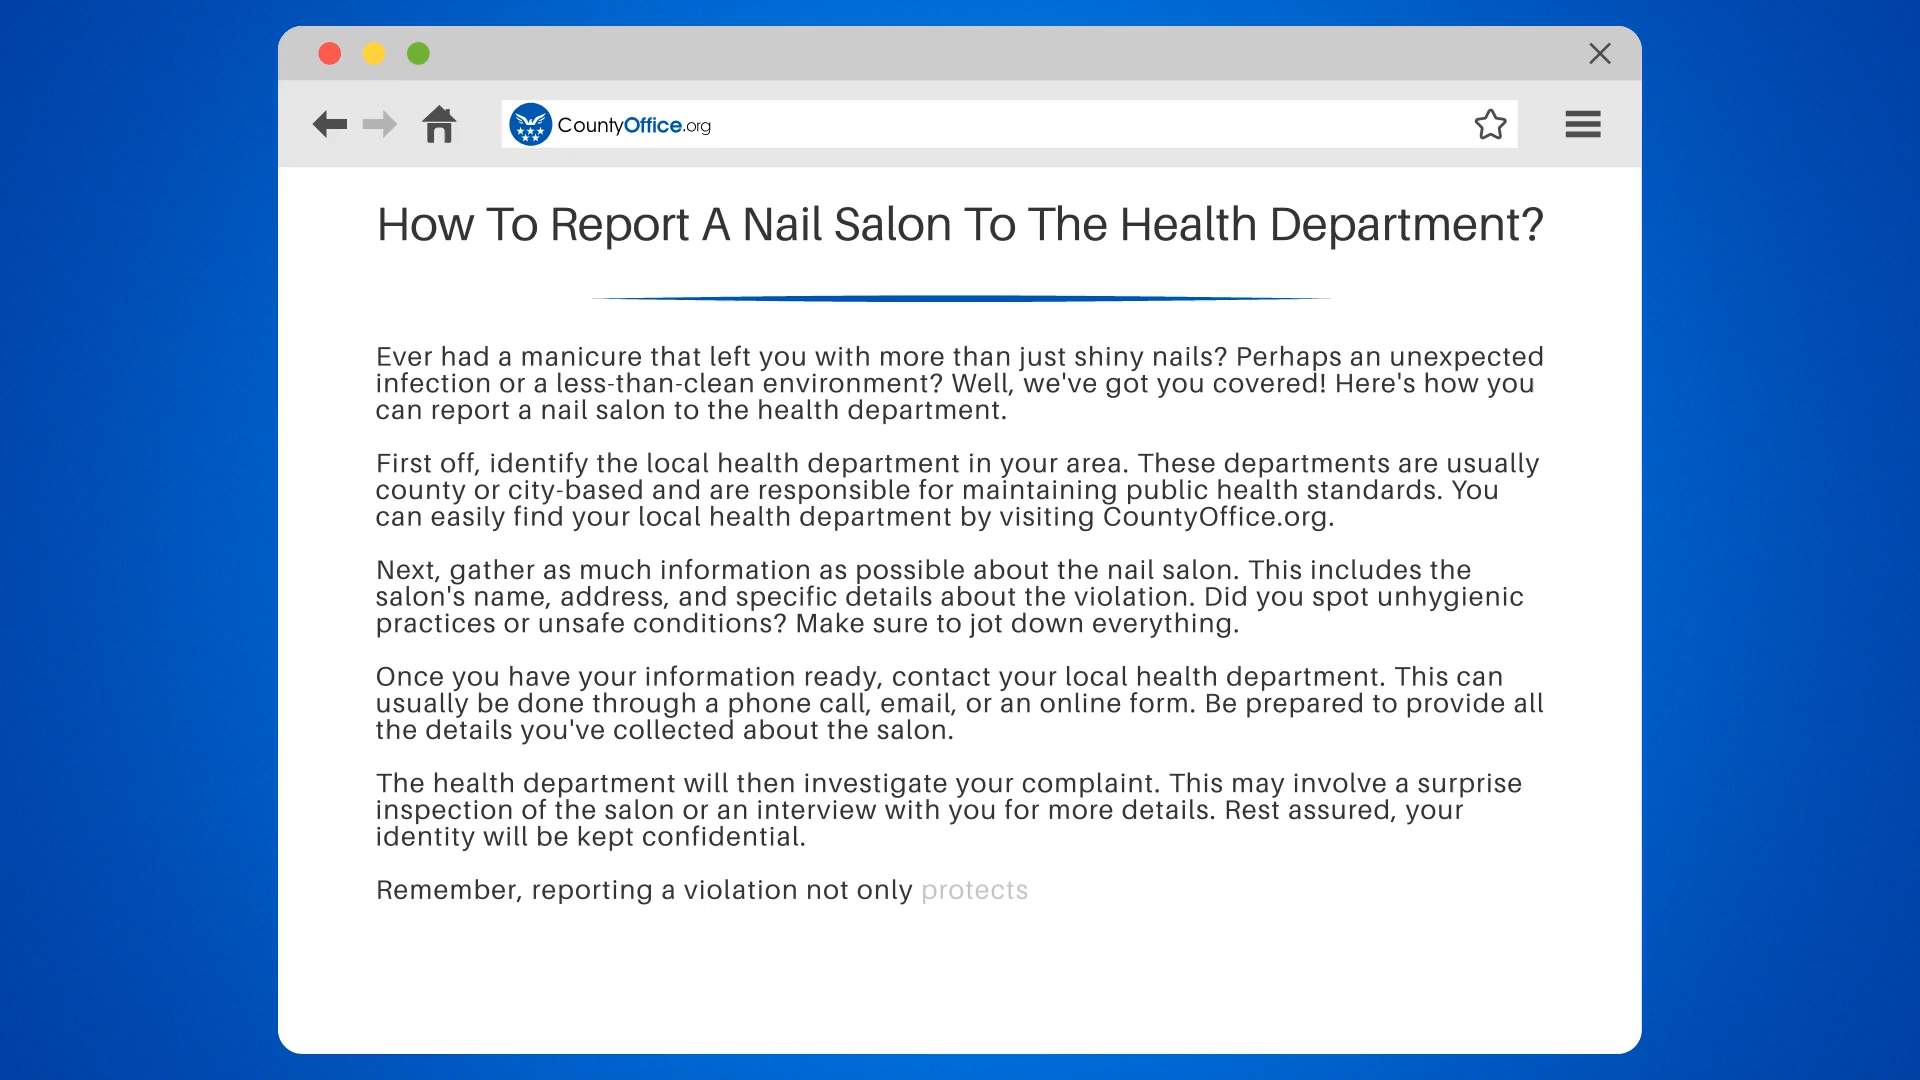 CountyOffice.org
How To Report A Nail Salon To The Health Department?
Ever had a manicure that left you with more than just shiny nails? Perhaps an unexpected
infection or a less-than-clean environment? Well, we've got you covered! Here's how you
can report a nail salon to the health department.
First off, identify the local health department in your area. These departments are usually
county or city-based and are responsible for maintaining public health standards. You
can easily find your local health department by visiting CountyOffice.org.
Next, gather as much information as possible about the nail salon. This includes the
salon's name, address, and specific details about the violation. Did you spot unhygienic
practices or unsafe conditions? Make sure to jot down everything.
Once you have your information ready, contact your local health department. This can
usually be done through a phone call, email, or an online form. Be prepared to provide all
the details you've collected about the salon.
The health department will then investigate your complaint. This may involve a surprise
inspection of the salon or an interview with you for more details. Rest assured, your
identity will be kept confidential.
Remember, reporting a violation not only protects